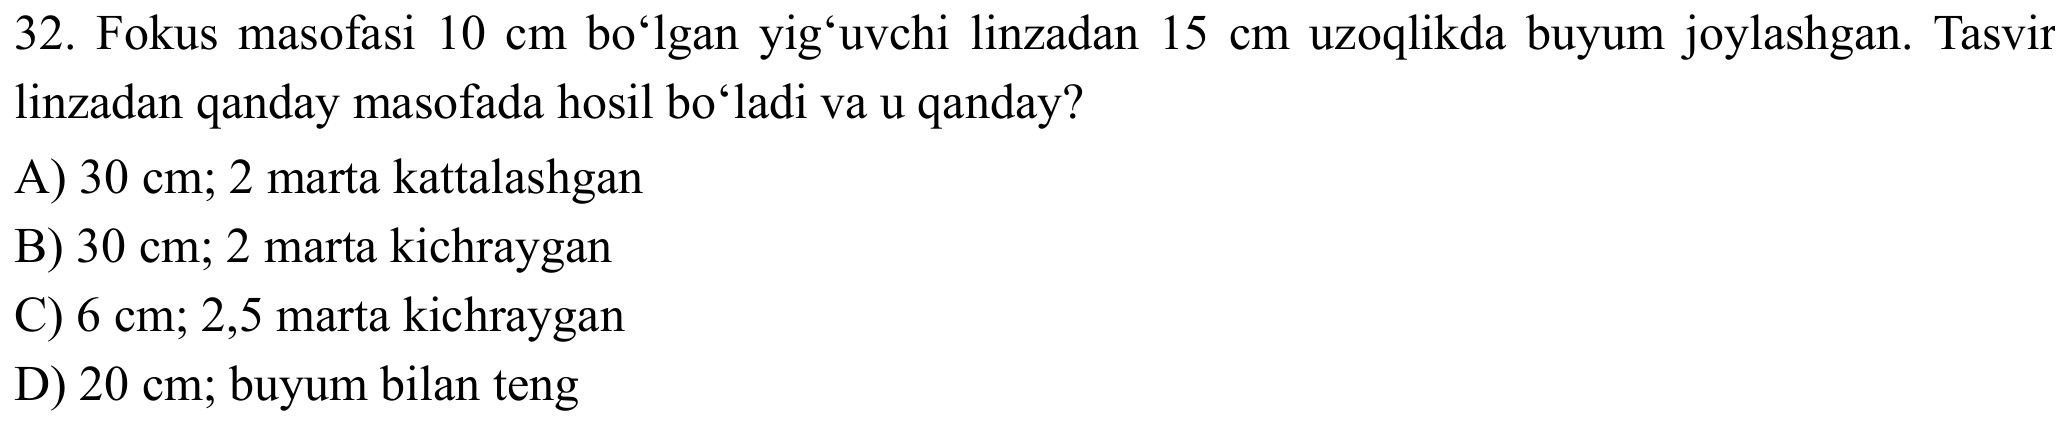 32. Fokus masofasi 10 cm bo‘lgan yig‘uvchi linzadan 15 cm uzoqlikda buyum joylashgan. Tasvir
linzadan qanday masofada hosil bo‘ladi va u qanday?
A) 30 cm; 2 marta kattalashgan
B) 30 cm; 2 marta kichraygan
C) 6 cm; 2,5 marta kichraygan
D) 20 cm; buyum bilan teng